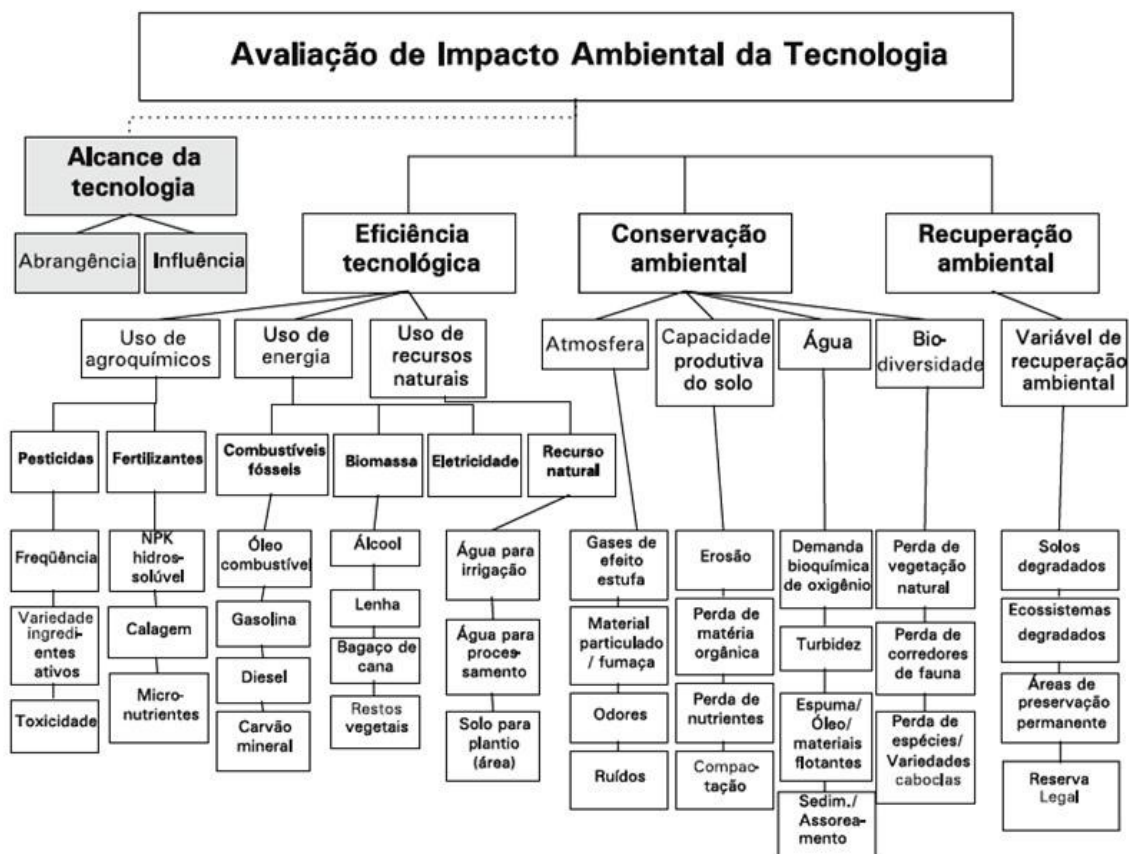 Avaliação de Impacto Ambiental da Tecnologia
Alcance da
tecnologia
Abrangência
Influência
Eficiência
tecnológica
Conservação
ambiental
Recuperação
ambiental
Uso de
agroquímicos
Uso de
energia
Uso de
recursos
naturais
Atmosfera
Capacidade
produtiva
do solo
Água
Bio-
diversidade
Variável de
recuperação
ambiental
Pesticidas
Fertilizantes
Combustíveis
fósseis
Biomassa
Eletricidade
Recurso
natural
Freqüência
Variedade
ingredi-
entes
ativos
Toxicidade
NPK
hidros-
solúvel
Calagem
Micro-
nutrientes
Óleo
combustível
Gasolina
Diesel
Carvão
mineral
Álcool
Lenha
Bagaço de
cana
Restos
vegetais
Água para
irrigação
Água para
proces-
samento
Solo para
plantio
(área)
Gases de
efeito
estufa
Material
particulado
/ fumaça
Odores
Ruídos
Erosão
Perda de
matéria
orgânica
Perda de
nutrientes
Compac-
tação
Demanda
bioquímica
de oxigênio
Turbidez
Espuma/
Óleo/
materiais
flotantes
Sedim./
Assorea-
mento
Perda de
vegetação
natural
Perda de
corredores
de fauna
Perda de
espécies/
Variedades
caboclas
Solos
degradados
Ecossistemas
degradados
Áreas de
preservação
permanente
Reserva
Legal